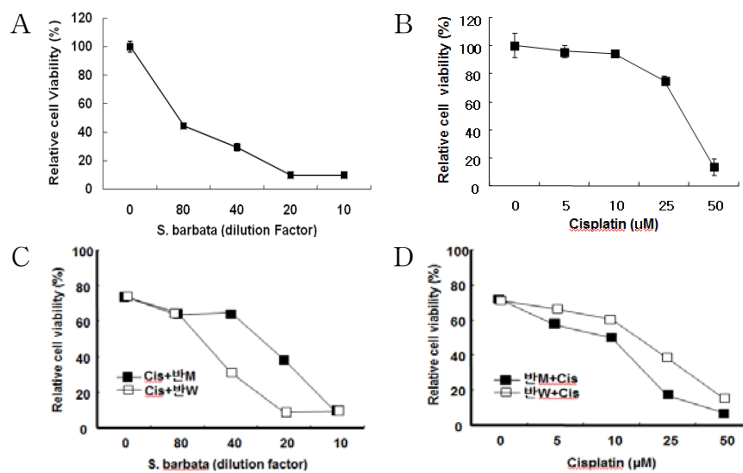 A
Relative cell Viability (%)
120
100
80
60
40
20
0
0 80 40 20 10
S. barbata (dilution Factor)
B
Relative cell viability (%)
120
100
80
60
40
20
0
0 5 10 25 50
Cisplatin (uM)
C
Relative cell viability (%)
100
80
60
40
20
0
Cis+반M
Cis+반W
0 80 40 20 10
S. barbata (dilution factor)
D
Relative cell viability (%)
100
80
60
40
20
0
반M+Cis
반W+Cis
0 5 10 25 50
Cisplatin (μM)